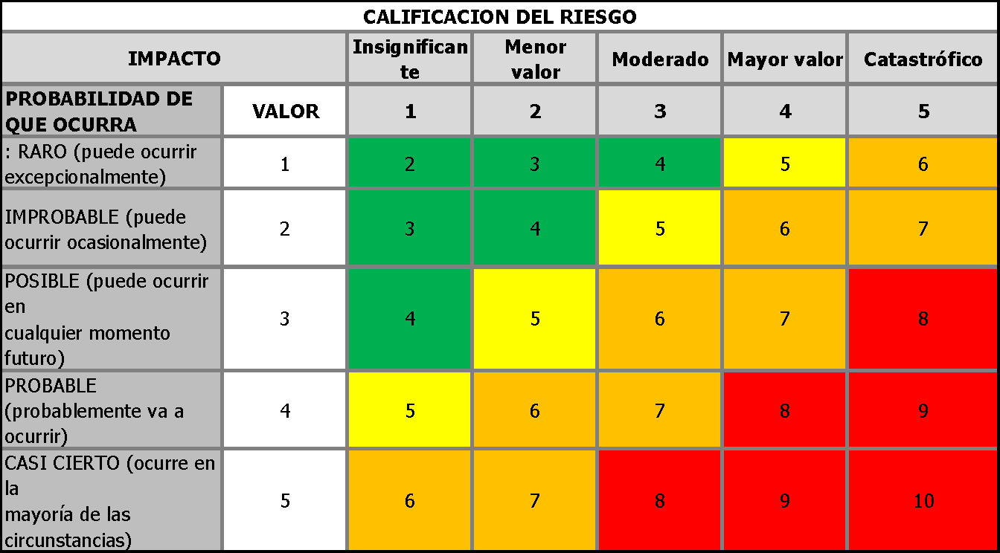 CALIFICACION DEL RIESGO
IMPACTO
Insignifican
te
Menor
valor
Moderado
Mayor valor
Catastrófico
PROBABILIDAD DE
QUE OCURRA
VALOR
1
2
3
4
5
: RARO (puede ocurrir
excepcionalmente)
1
2
3
4
5
6
IMPROBABLE (puede
ocurrir ocasionalmente)
2
3
4
5
6
7
POSIBLE (puede ocurrir
en
cualquier momento
futuro)
3
4
5
6
7
8
PROBABLE
(probablemente va a
ocurrir)
4
5
6
7
8
9
CASI CIERTO (ocurre en
la
mayoría de las
circunstancias)
5
6
7
8
9
10